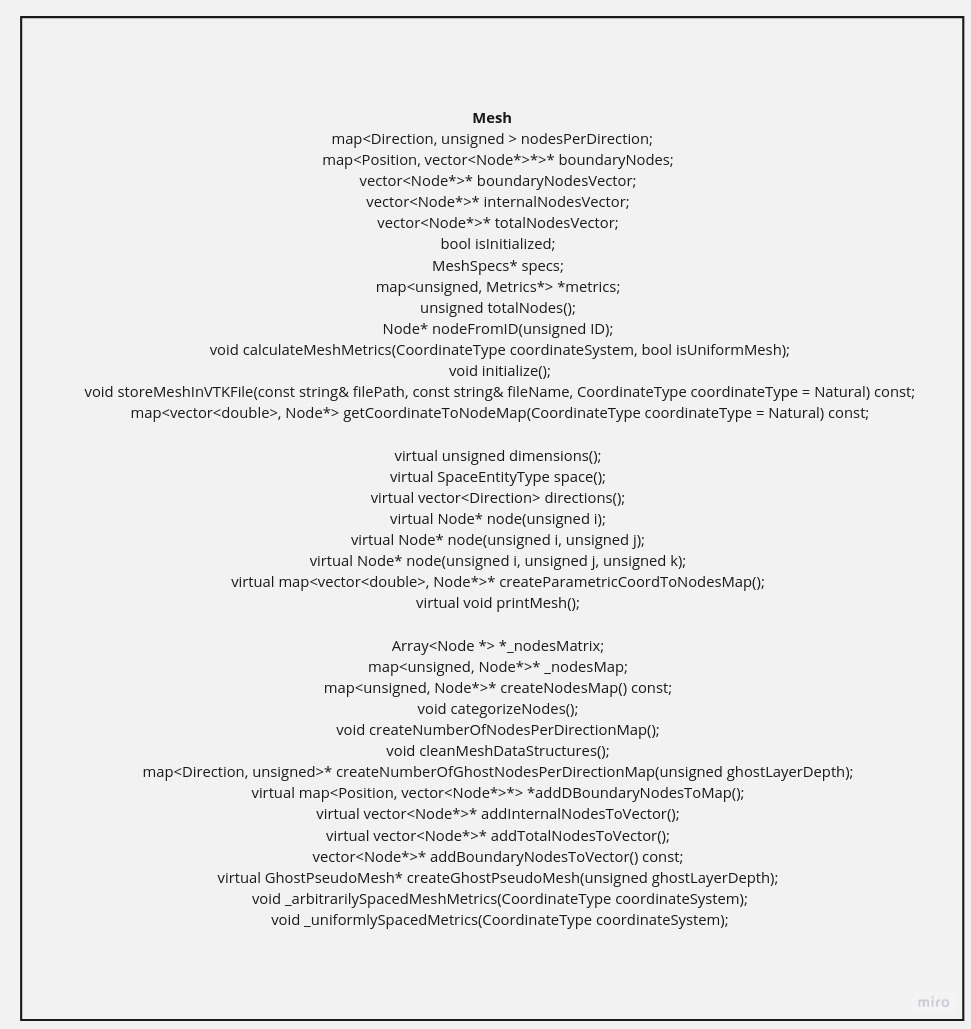 Mesh
map<Direction, unsigned > nodesPerDirection;
map<Position, vector<Node*>*>* boundaryNodes;
vector<Node*>* boundaryNodesVector;
vector<Node*>* internalNodesVector;
vector<Node*>* totalNodesVector;
bool isInitialized;
MeshSpecs* specs;
map<unsigned, Metrics*> *metrics;
unsigned totalNodes();
Node* nodeFromID(unsigned ID);
void calculateMeshMetrics(CoordinateType coordinateSystem, bool isUniformMesh);
void initialize();
void storeMeshInVTKFile(const string& filePath, const string& fileName, CoordinateType coordinateType = Natural) const;
map<vector<double>, Node*> getCoordinateToNodeMap(CoordinateType coordinateType = Natural) const;
virtual unsigned dimensions();
virtual SpaceEntityType space();
virtual vector<Direction> directions();
virtual Node* node(unsigned i);
virtual Node* node(unsigned i, unsigned j);
virtual Node* node(unsigned i, unsigned j, unsigned k);
virtual map<vector<double>, Node*>* createParametricCoordToNodesMap();
virtual void printMesh();
Array<Node *> *_nodesMatrix;
map<unsigned, Node*>* _nodesMap;
map<unsigned, Node*>* createNodesMap() const;
void categorizeNodes();
void createNumberOfNodesPerDirectionMap();
void cleanMeshDataStructures();
map<Direction, unsigned>* createNumberOfGhostNodesPerDirectionMap(unsigned ghostLayerDepth);
virtual map<Position, vector<Node*>*> *addDBoundaryNodesToMap();
virtual vector<Node*>* addInternalNodesToVector();
virtual vector<Node*>* addTotalNodesToVector();
vector<Node*>* addBoundaryNodesToVector() const;
virtual GhostPseudoMesh* createGhostPseudoMesh(unsigned ghostLayerDepth);
void _arbitrarilySpacedMeshMetrics(CoordinateType coordinateSystem);
void _uniformlySpacedMetrics(CoordinateType coordinateSystem);
miro